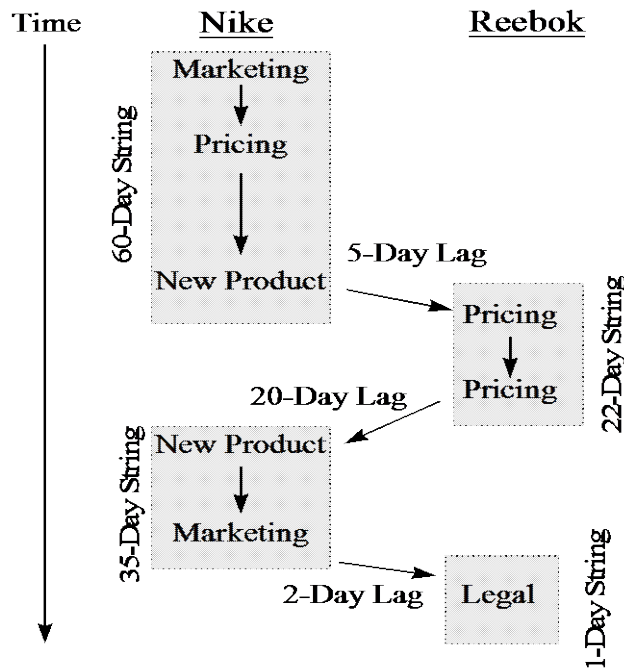 Time
Nike
Reebok
Marketing
Pricing
New Product
60-Day String
5-Day Lag
Pricing
Pricing
22-Day String
20-Day Lag
New Product
Marketing
35-Day String
2-Day Lag
Legal
1-Day String